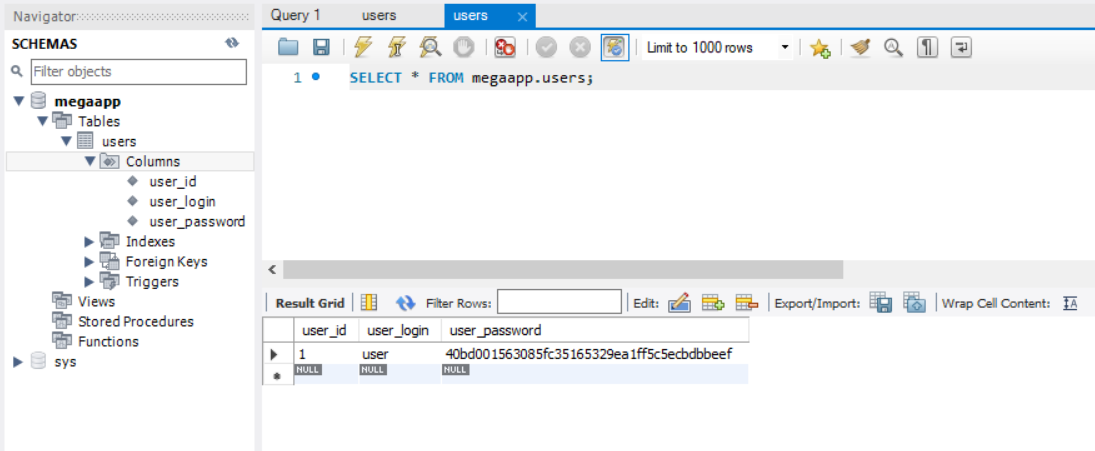 Navigator
SCHEMAS
Filter objects
megaapp
Tables
users
Columns
user_id
user_login
user_password
Indexes
Foreign Keys
Triggers
Views
Stored Procedures
Functions
sys
Query 1 users users
Limit to 1000 rows
1 SELECT * FROM megaapp.users;
Result Grid Filter Rows: Edit: Export/Import: Wrap Cell Content:
user_id user_login user_password
1 user 40bd001563085fc35165329ea1ff5c5ecbdbbeef
NULL NULL NULL